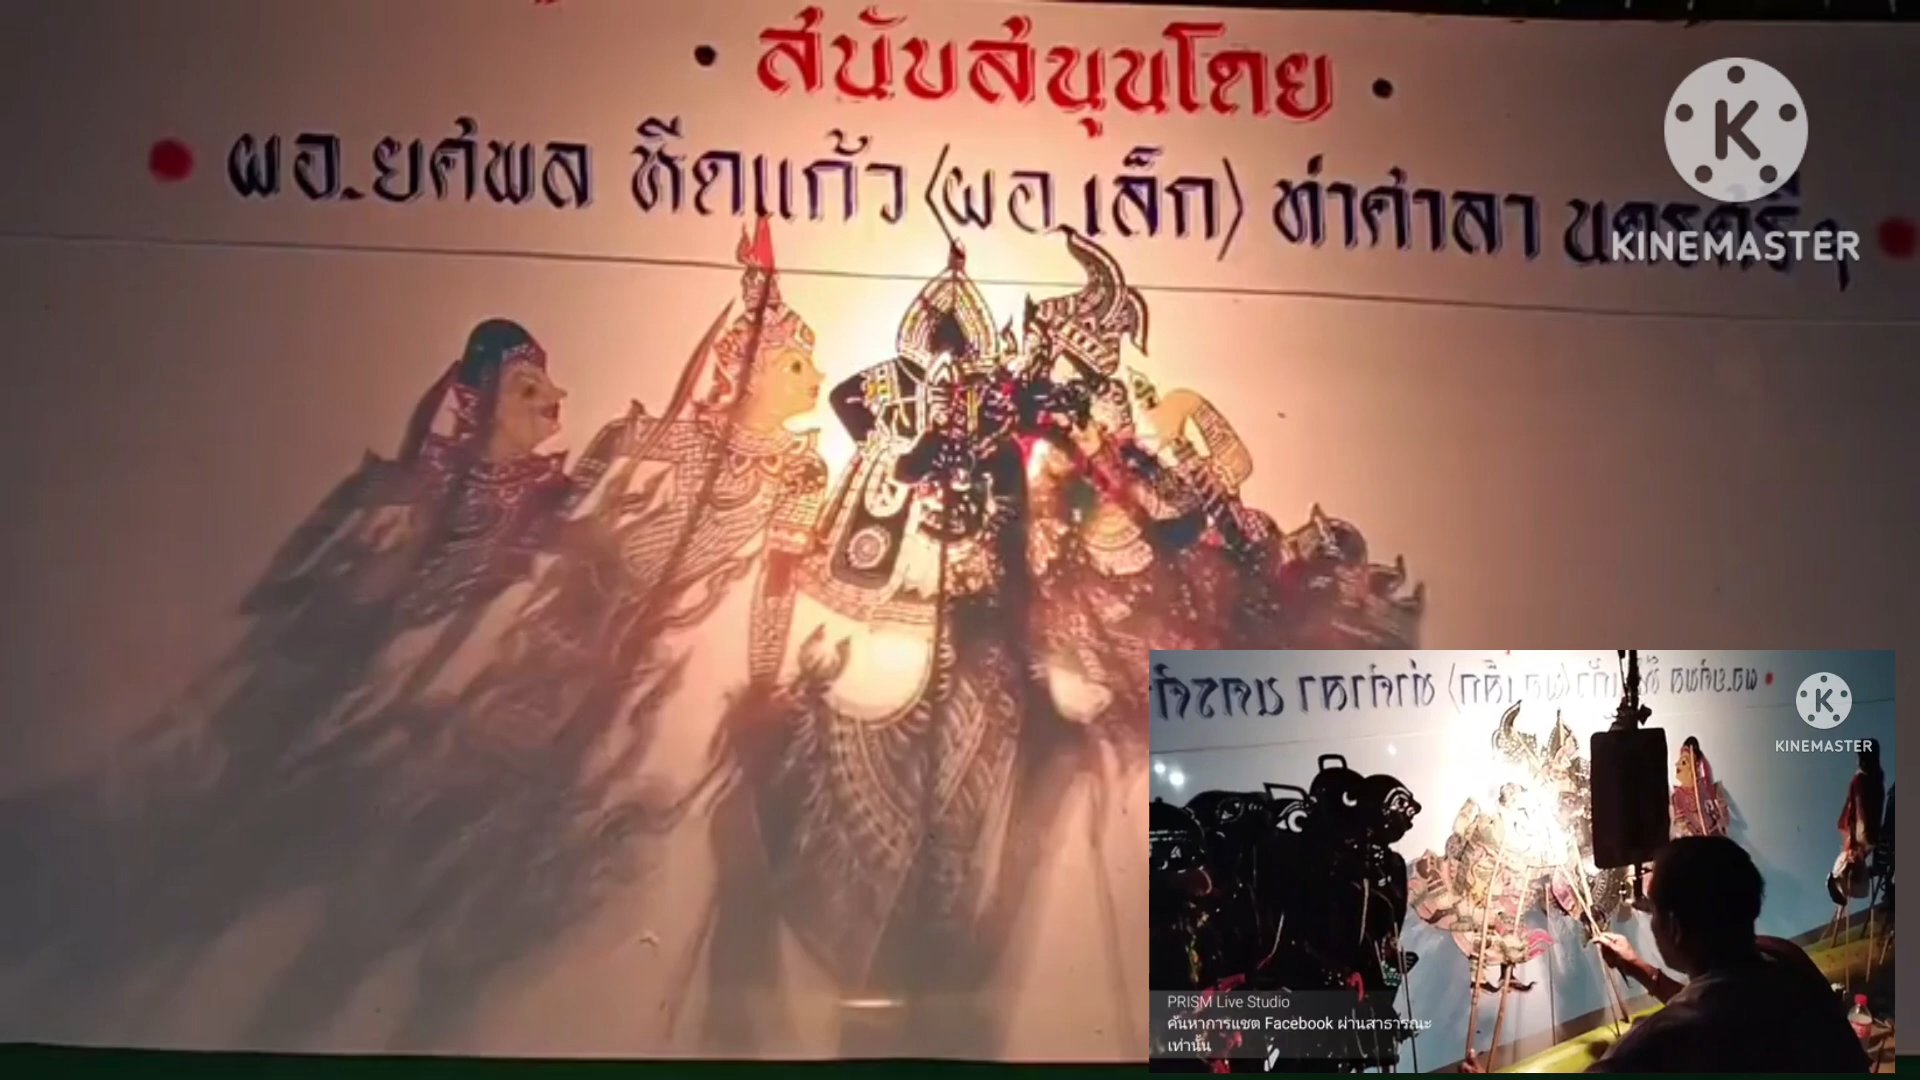 • สนับสนุนโดย •
• ผอ.ยศพล หีดแก้ว (ผอ.เล็ก) ท่าศาลา นครศรีฯ •
KINEMASTER
KINEMASTER
PRISM Live Studio
ค้นหาการแชต Facebook ผ่านสาธารณะ
เท่านั้น